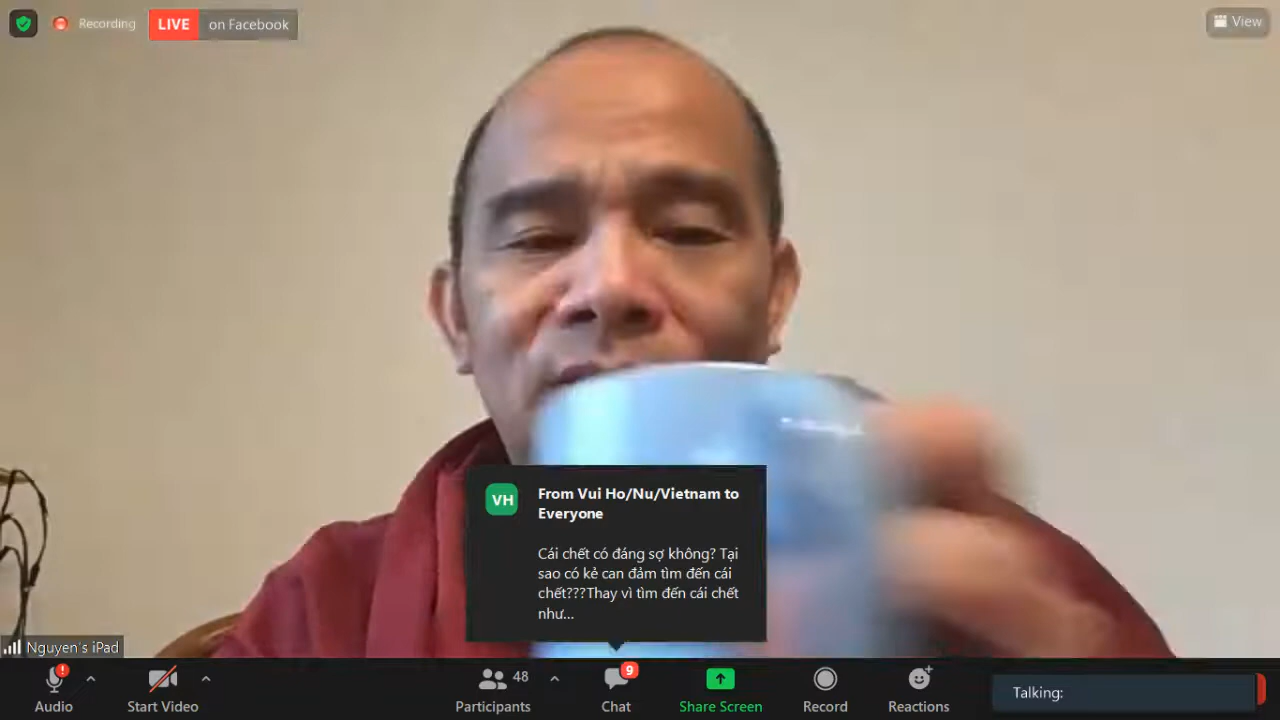 Recording
LIVE on Facebook
View
VH
From Vui Ho/Nu/Vietnam to
Everyone
Cái chết có đáng sợ không? Tại
sao có kẻ can đảm tìm đến cái
chết???Thay vì tìm đến cái chết
như...
Nguyen's iPad
48
9
Audio
Start Video
Participants
Chat
Share Screen
Record
Reactions
Talking: